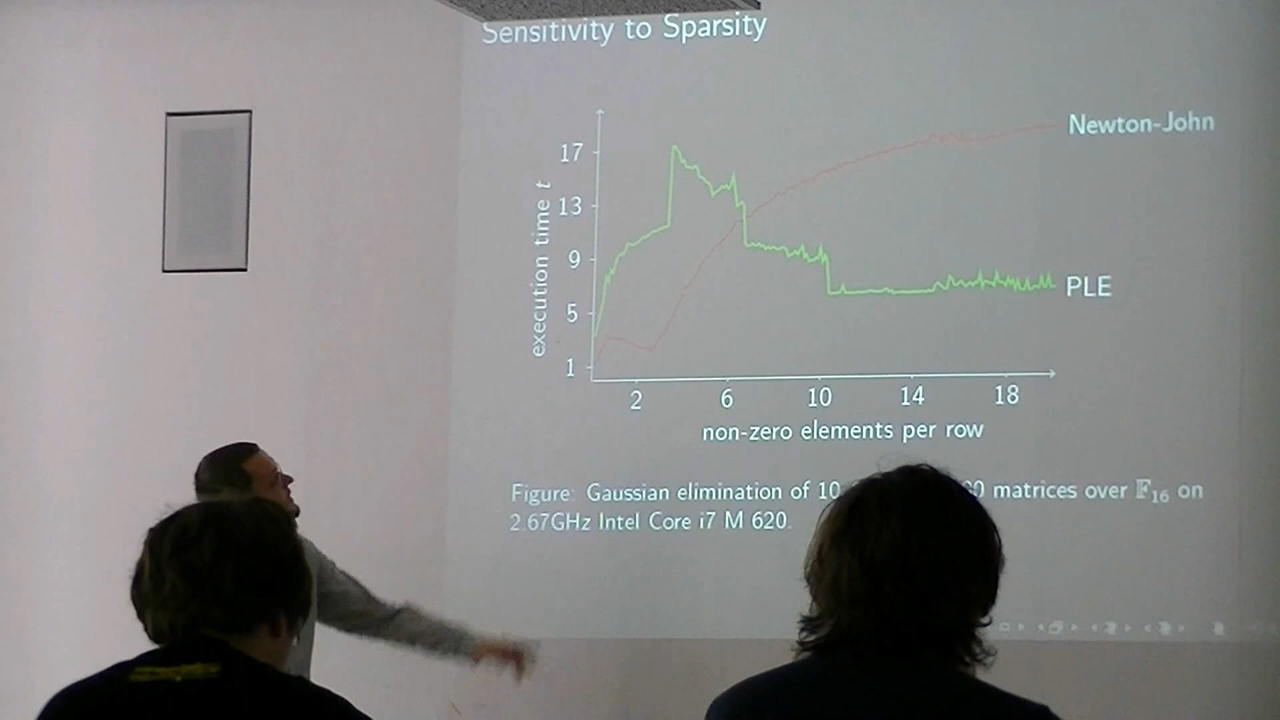 Sensitivity to Sparsity
Newton-John
17
13
9
5
1
execution time t
PLE
2 6 10 14 18
non-zero elements per row
Figure: Gaussian elimination of 10 matrices over 𝔽₁₆ on
2.67GHz Intel Core i7 M 620.